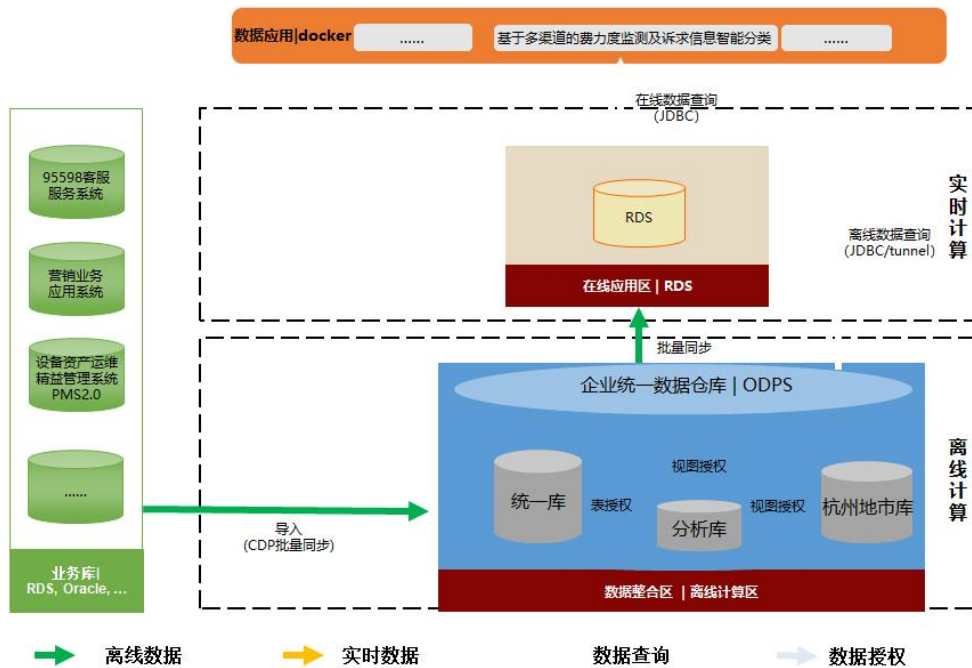 数据应用|docker
......
基于多渠道的费力度监测及诉求信息智能分类
......
在线数据查询
(JDBC)
95598客服
服务系统
营销业务
应用系统
设备资产运维
精益管理系统
PMS2.0
......
业务库|
RDS, Oracle, ...
RDS
在线应用区 | RDS
离线数据查询
(JDBC/tunnel)
实时计算
批量同步
企业统一数据仓库 | ODPS
统一库
表授权
视图授权
分析库
视图授权
杭州地市库
数据整合区 | 离线计算区
离线计算
导入
(CDP批量同步)
离线数据
实时数据
数据查询
数据授权